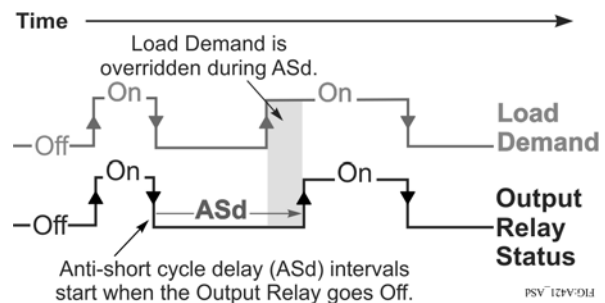 Time
Load Demand is
overridden during ASd.
On
On
Off
Load
Demand
On
On
Off
ASd
Output
Relay
Status
Anti-short cycle delay (ASd) intervals
start when the Output Relay goes Off.
FIG:A421_ASd